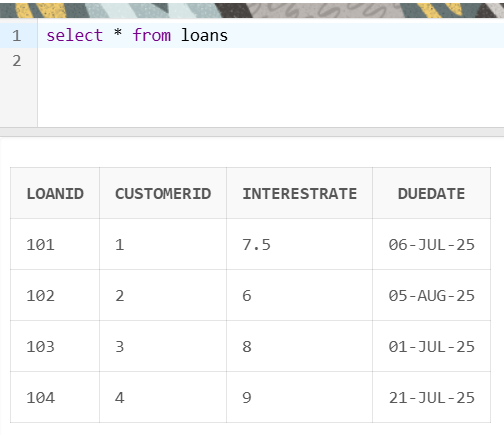 1 select * from loans
2
LOANID CUSTOMERID INTERESTRATE DUEDATE
101 1 7.5 06-JUL-25
102 2 6 05-AUG-25
103 3 8 01-JUL-25
104 4 9 21-JUL-25